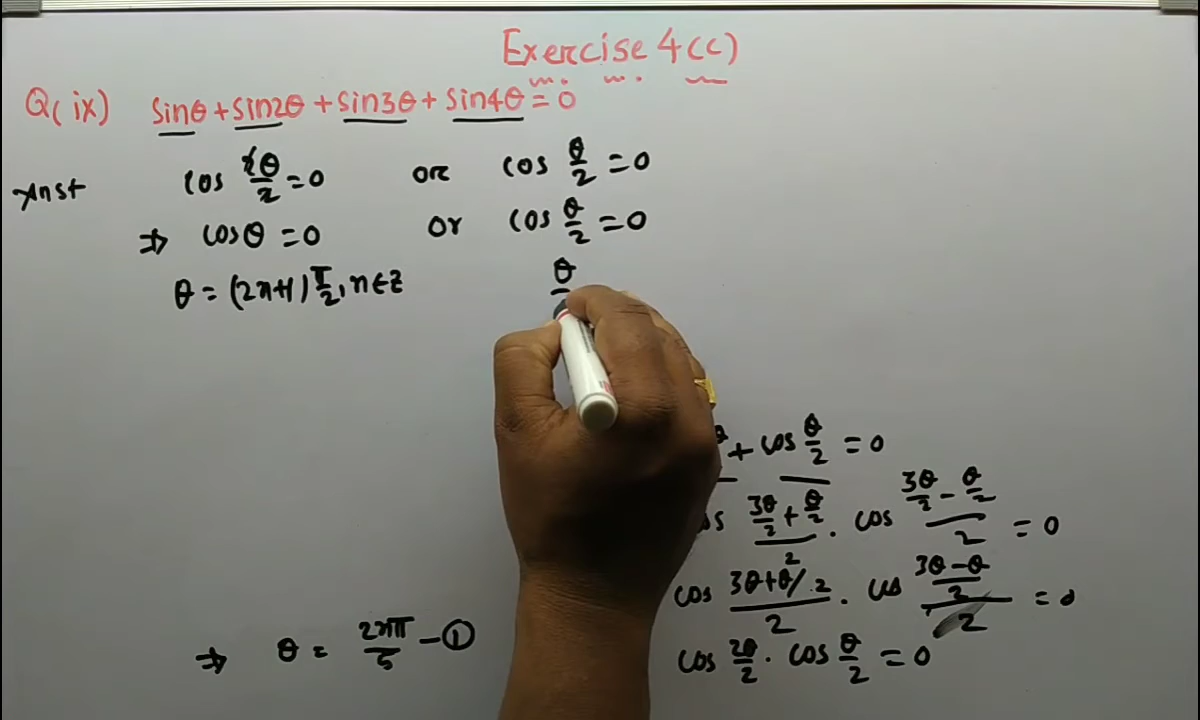 Exercise 4(c)
Q(ix) sinθ + sin2θ + sin3θ + sin4θ = 0
Anst cos 2θ/2 = 0 or cos θ/2 = 0
⇒ cosθ = 0 or cos θ/2 = 0
θ = (2n+1) π/2, n∈z θ
+ cos θ/2 = 0
3θ/2 + θ/2 / 2 . cos 3θ/2 - θ/2 / 2 = 0
cos 3θ+θ/2 / 2 . cos 3θ-θ/2 / 2 = 0
⇒ θ = 2nπ/5 - ① cos 2θ/2 . cos θ/2 = 0